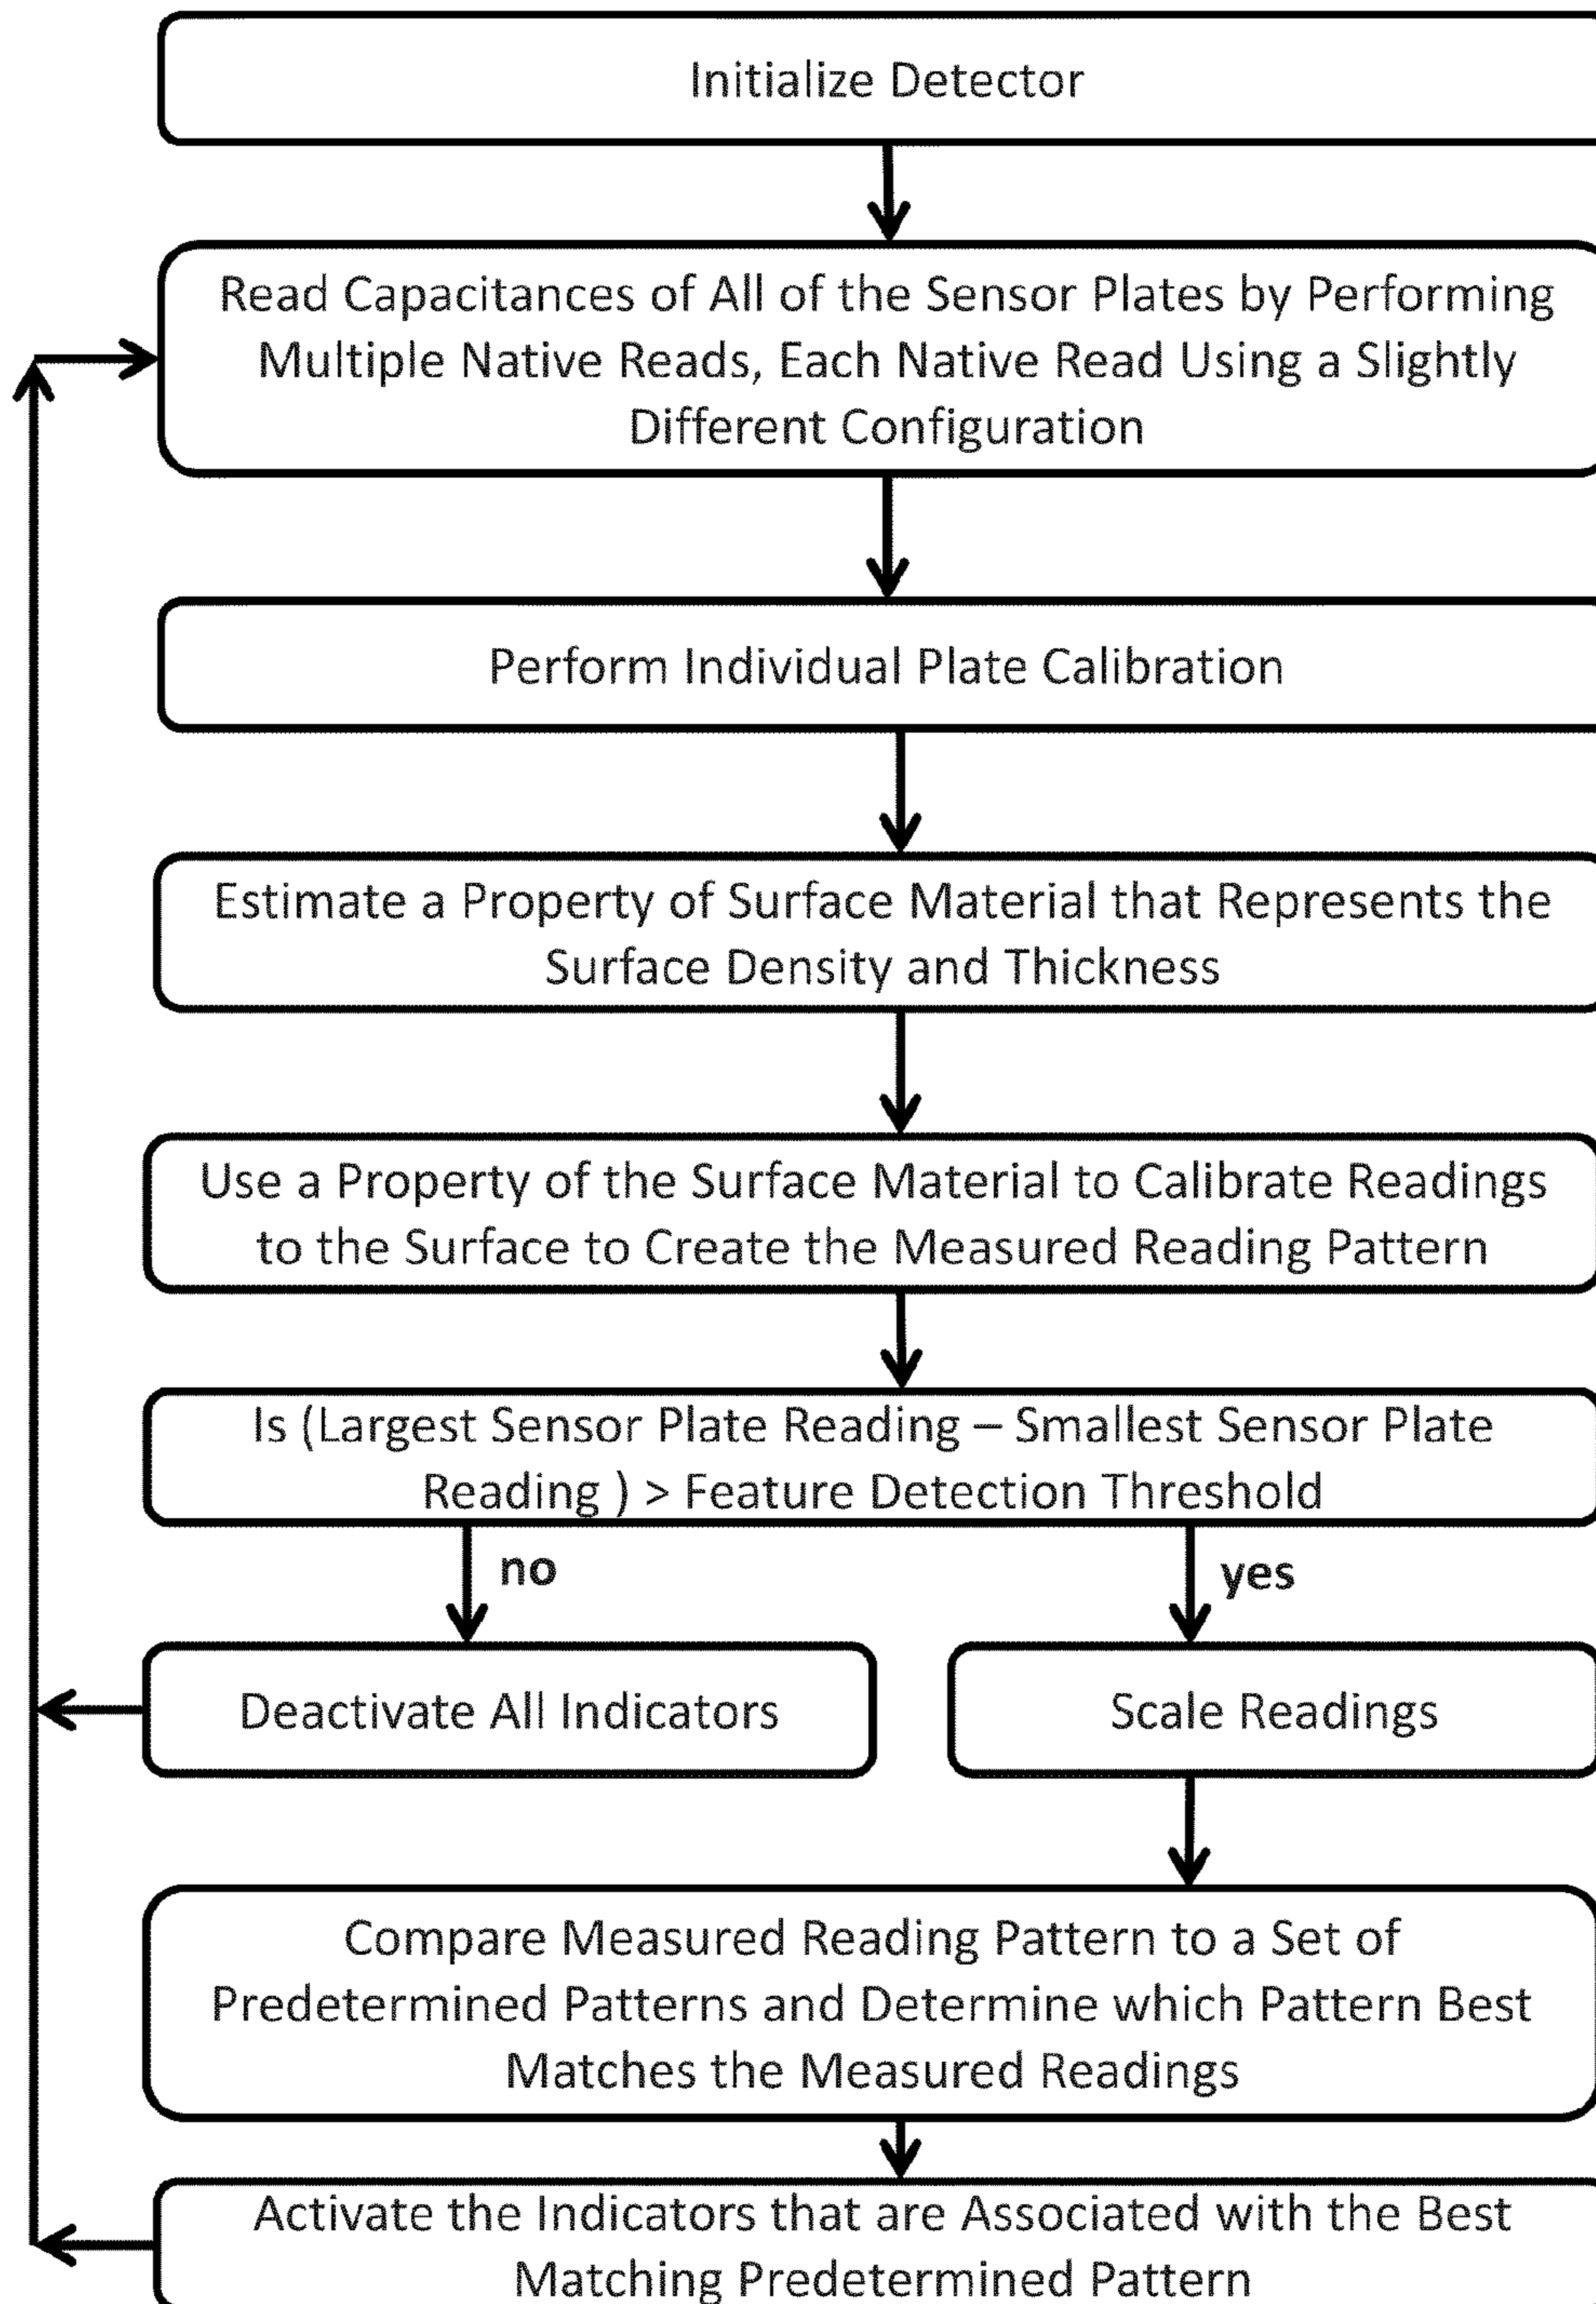 Initialize Detector
Read Capacitances of All of the Sensor Plates by Performing
Multiple Native Reads, Each Native Read Using a Slightly
Different Configuration
Perform Individual Plate Calibration
Estimate a Property of Surface Material that Represents the
Surface Density and Thickness
Use a Property of the Surface Material to Calibrate Readings
to the Surface to Create the Measured Reading Pattern
Is (Largest Sensor Plate Reading – Smallest Sensor Plate
Reading ) > Feature Detection Threshold
no
yes
Deactivate All Indicators
Scale Readings
Compare Measured Reading Pattern to a Set of
Predetermined Patterns and Determine which Pattern Best
Matches the Measured Readings
Activate the Indicators that are Associated with the Best
Matching Predetermined Pattern